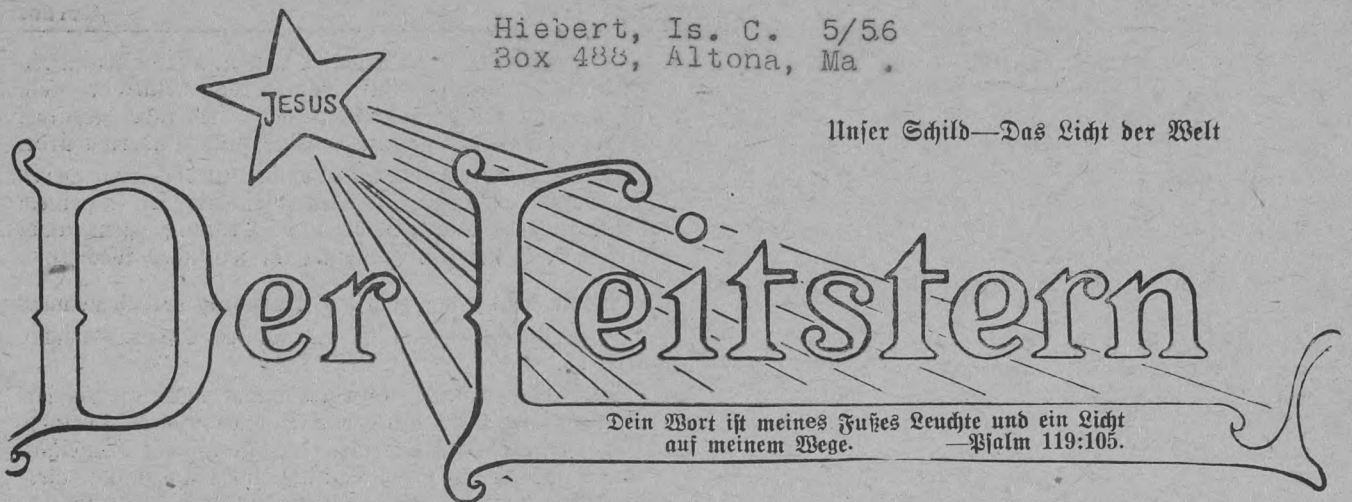 Hiebert, Is. C. 5/56
Box 488, Altona, Ma .
JESUS
Unser Schild—Das Licht der Welt
Der Leitstern
Dein Wort ist meines Fußes Leuchte und ein Licht
auf meinem Wege. —Psalm 119:105.